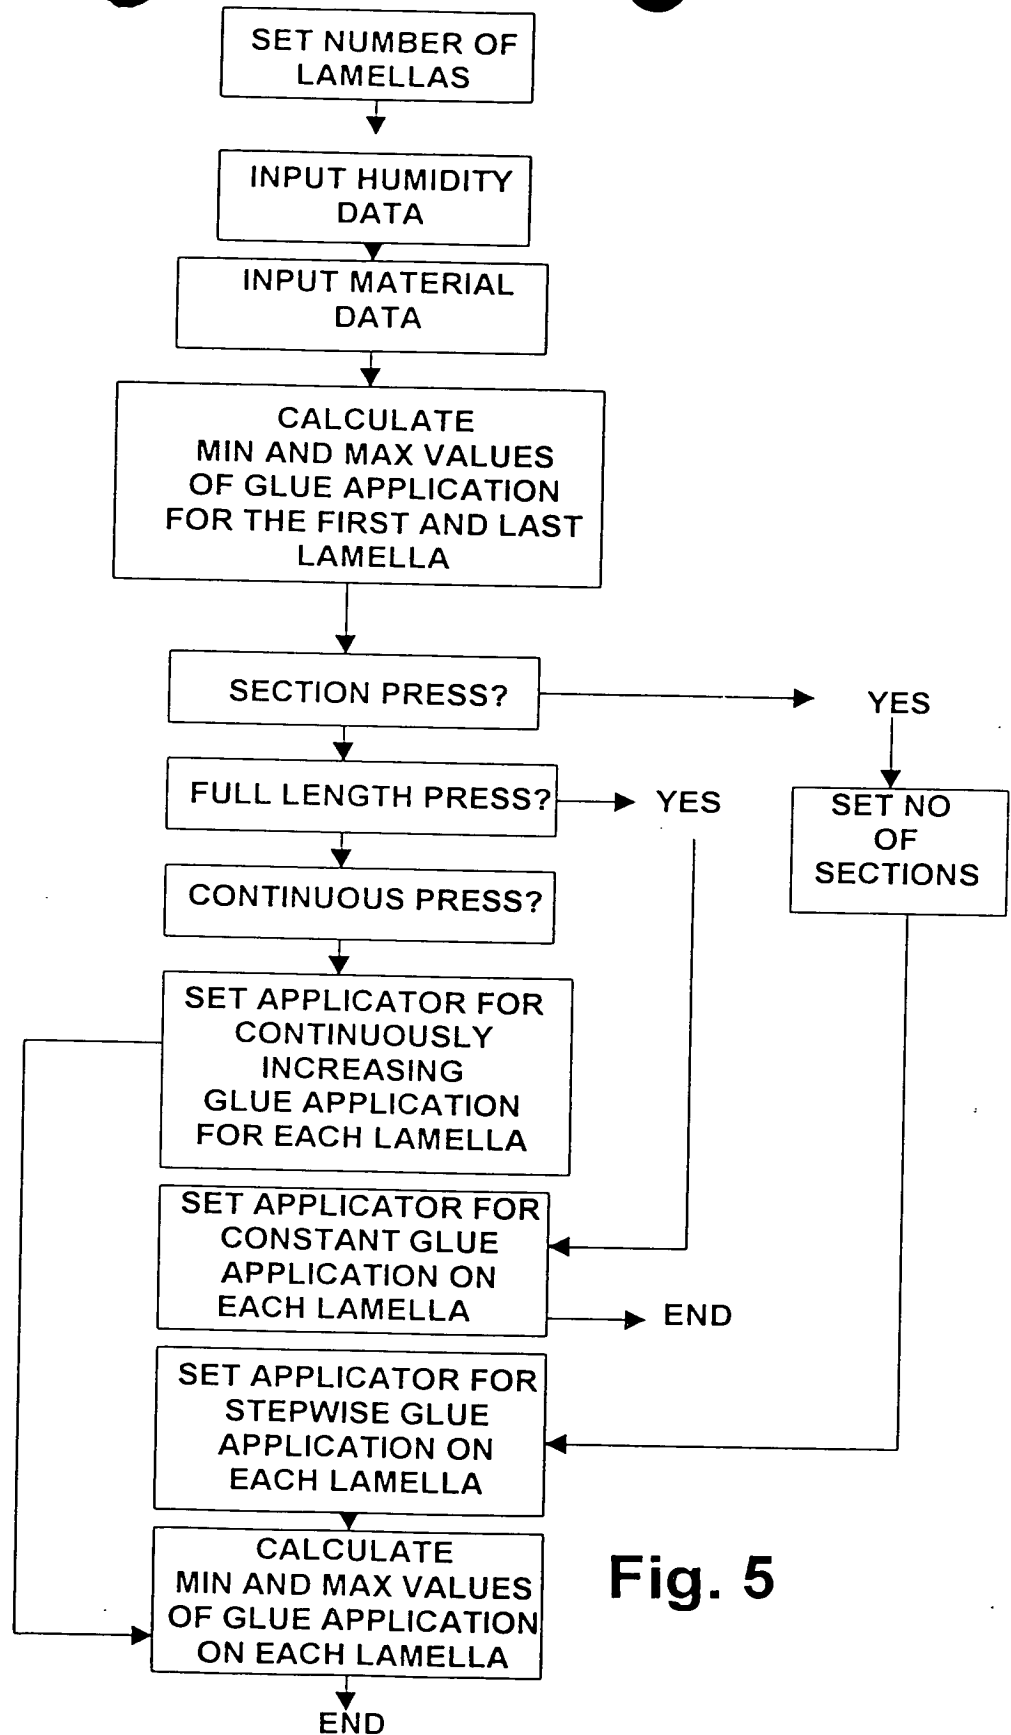 SET NUMBER OF
LAMELLAS
INPUT HUMIDITY
DATA
INPUT MATERIAL
DATA
CALCULATE
MIN AND MAX VALUES
OF GLUE APPLICATION
FOR THE FIRST AND LAST
LAMELLA
SECTION PRESS?
YES
FULL LENGTH PRESS?
YES
SET NO
OF
SECTIONS
CONTINUOUS PRESS?
SET APPLICATOR FOR
CONTINUOUSLY
INCREASING
GLUE APPLICATION
FOR EACH LAMELLA
SET APPLICATOR FOR
CONSTANT GLUE
APPLICATION ON
EACH LAMELLA
END
SET APPLICATOR FOR
STEPWISE GLUE
APPLICATION ON
EACH LAMELLA
CALCULATE
MIN AND MAX VALUES
OF GLUE APPLICATION
ON EACH LAMELLA
Fig. 5
END